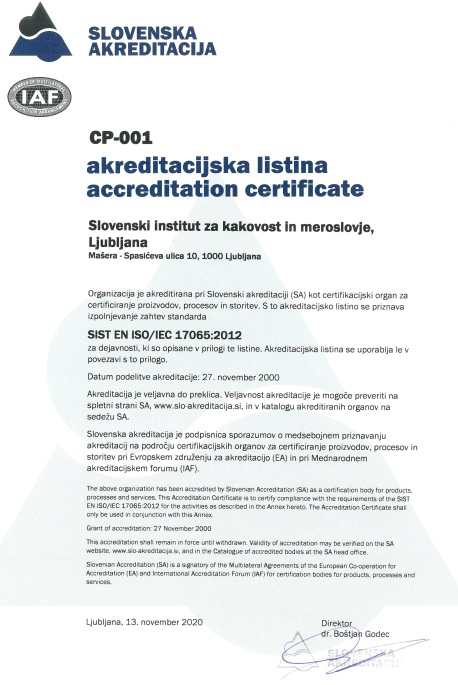 SLOVENSKA
AKREDITACIJA
IAF
CP-001
akreditacijska listina
accreditation certificate
Slovenski institut za kakovost in meroslovje,
Ljubljana
Mašera - Spasićeva ulica 10, 1000 Ljubljana
Organizacija je akreditirana pri Slovenski akreditaciji (SA) kot certifikacijski organ za
certificiranje proizvodov, procesov in storitev. S to akreditacijsko listino se priznava
izpolnjevanje zahtev standarda
SIST EN ISO/IEC 17065:2012
za dejavnosti, ki so opisane v prilogi te listine. Akreditacijska listina se uporablja le v
povezavi s to prilogo.
Datum podelitve akreditacije: 27. november 2000
Akreditacija je veljavna do preklica. Veljavnost akreditacije je mogoče preveriti na
spletni strani SA, www.slo-akreditacija.si, in v katalogu akreditiranih organov na
sedežu SA.
Slovenska akreditacija je podpisnica sporazumov o medsebojnem priznavanju
akreditacij na področju certifikacijskih organov za certificiranje proizvodov, procesov in
storitev pri Evropskem združenju za akreditacijo (EA) in pri Mednarodnem
akreditacijskem forumu (IAF).
The above organization has been accredited by Slovenian Accreditation (SA) as a certification body for products,
processes and services. This Accreditation Certificate is to certify compliance with the requirements of the SIST
EN ISO/IEC 17065:2012 for the activities as described in the Annex hereto. The Accreditation Certificate shall
only be used in conjunction with this Annex.
Grant of accreditation: 27 November 2000
This accreditation shall remain in force until withdrawn. Validity of accreditation may be verified on the SA
website, www.slo-akreditacija.si, and in the Catalogue of accredited bodies at the SA head office.
Slovenian Accreditation (SA) is a signatory of the Multilateral Agreements of the European Co-operation for
Accreditation (EA) and International Accreditation Forum (IAF) for certification bodies for products, processes and
services.
Ljubljana, 13. november 2020
Direktor
dr. Boštjan Godec
SLOVENSKA
AKREDITACIJA